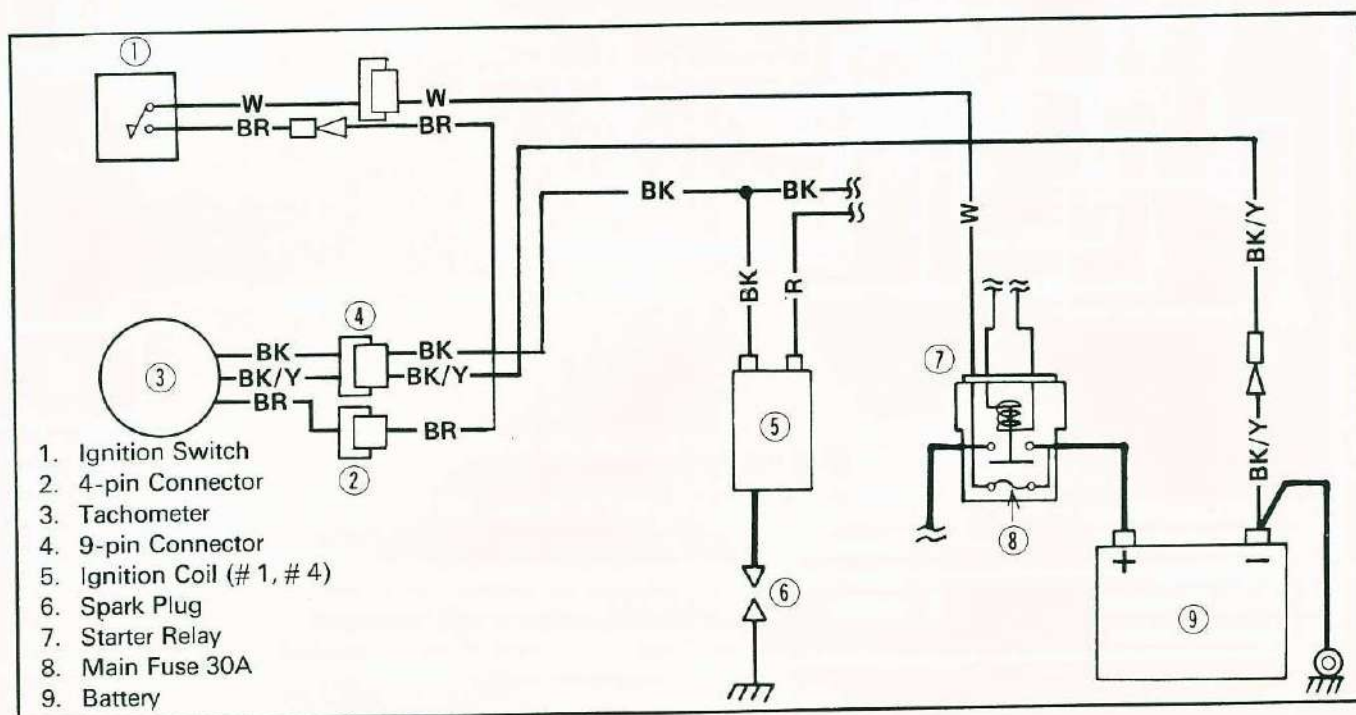 ①
W
W
BR
BR
BK
BK
W
BK/Y
BK
R
④
⑦
③
BK
BK
BK/Y
BK/Y
BR
BR
⑤
BK/Y
②
⑧
⑥
+
−
⑨
1. Ignition Switch
2. 4-pin Connector
3. Tachometer
4. 9-pin Connector
5. Ignition Coil (#1, #4)
6. Spark Plug
7. Starter Relay
8. Main Fuse 30A
9. Battery